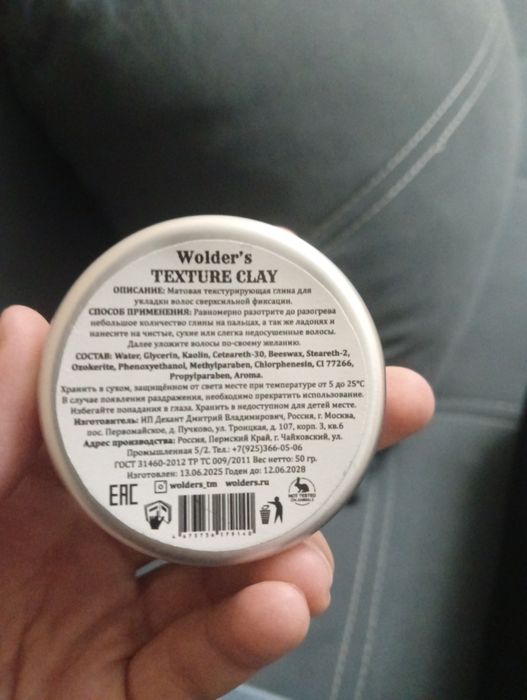 Wolder's
TEXTURE CLAY
ОПИСАНИЕ: Матовая текстурирующая глина для
укладки волос сверхсильной фиксации.
СПОСОБ ПРИМЕНЕНИЯ: Равномерно разотрите до разогрева
небольшое количество глины на пальцах, а так же ладонях и
нанесите на чистые, сухие или слегка недосушенные волосы.
Далее уложите волосы по-своему желанию.
СОСТАВ: Water, Glycerin, Kaolin, Ceteareth-30, Beeswax, Steareth-2,
Ozokerite, Phenoxyethanol, Methylparaben, Chlorphenesin, CI 77266,
Propylparaben, Aroma.
Хранить в сухом, защищённом от света месте при температуре от 5 до 25°С
В случае появления раздражения, необходимо прекратить использование.
Избегайте попадания в глаза. Хранить в недоступном для детей месте.
Изготовитель: ИП Дехант Дмитрий Владимирович, Россия, г. Москва,
пос. Первомайское, д. Пучково, ул. Троицкая, д. 107, корп. 3, кв.6
Адрес производства: Россия, Пермский Край, г. Чайковский, ул.
Промышленная 5/2. Тел.: +7(925)366-05-06
ГОСТ 31460-2012 ТР ТС 009/2011 Вес нетто: 50 гр.
Изготовлен: 13.06.2025 Годен до: 12.06.2028
EAC wolders_tm wolders.ru
NOT TESTED
ON ANIMALS